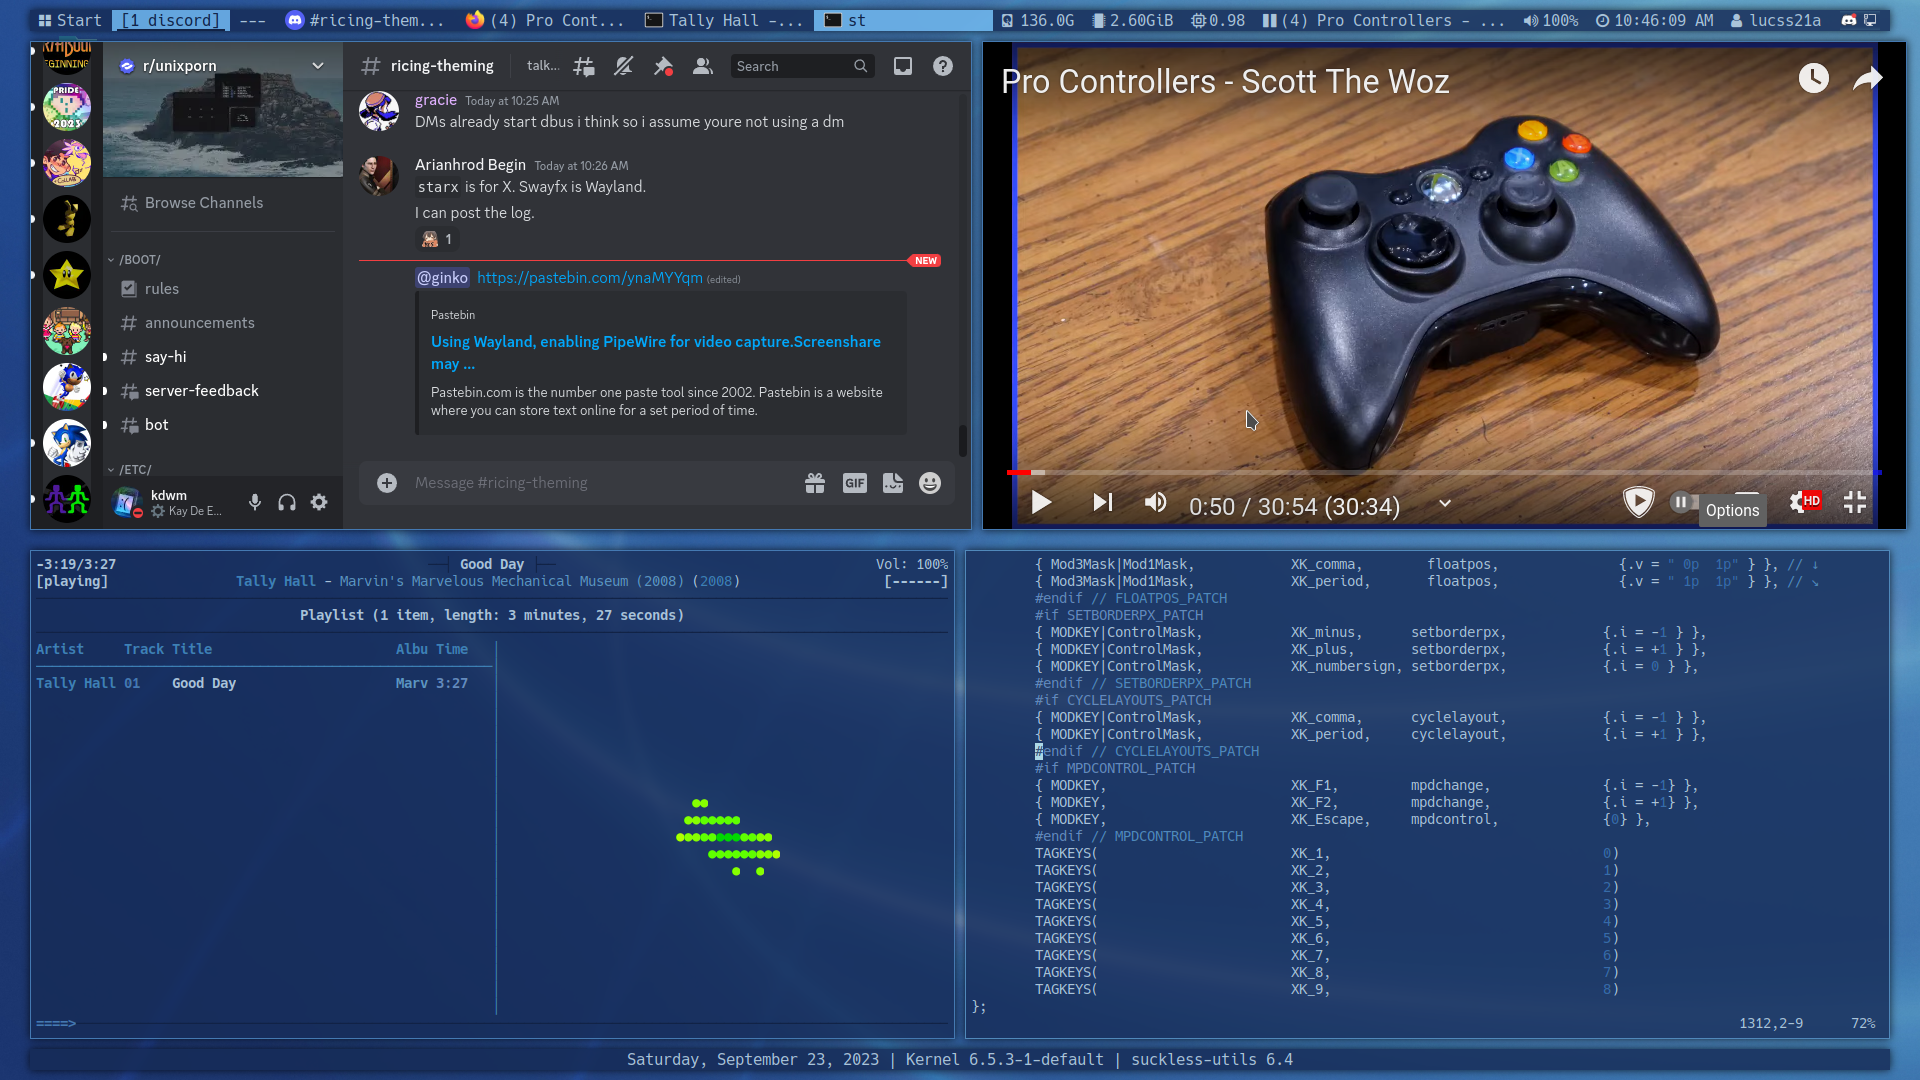 Start [1 discord] --- #ricing-them... (4) Pro Cont... Tally Hall -... st 136.0G 2.60GiB 0.98 (4) Pro Controllers - ... 100% 10:46:09 AM lucss21a
r/unixporn
PRIDE
2023
Browse Channels
/BOOT/
rules
announcements
say-hi
server-feedback
bot
/ETC/
kdwm
Kay De E...
ricing-theming talk... Search
gracie Today at 10:25 AM
DMs already start dbus i think so i assume youre not using a dm
Arianhrod Begin Today at 10:26 AM
starx is for X. Swayfx is Wayland.
I can post the log.
1
NEW
@ginko https://pastebin.com/ynaMYYqm (edited)
Pastebin
Using Wayland, enabling PipeWire for video capture.Screenshare
may ...
Pastebin.com is the number one paste tool since 2002. Pastebin is a website
where you can store text online for a set period of time.
Message #ricing-theming GIF
Pro Controllers - Scott The Woz
0:50 / 30:54 (30:34) HD
Options
-3:19/3:27 Good Day Vol: 100%
[playing] Tally Hall - Marvin's Marvelous Mechanical Museum (2008) (2008) [------]
Playlist (1 item, length: 3 minutes, 27 seconds)
Artist Track Title Albu Time
Tally Hall 01 Good Day Marv 3:27
====>
{ Mod3Mask|Mod1Mask, XK_comma, floatpos, {.v = " 0p 1p" } }, // ↓
{ Mod3Mask|Mod1Mask, XK_period, floatpos, {.v = " 1p 1p" } }, // ↘
#endif // FLOATPOS_PATCH
#if SETBORDERPX_PATCH
{ MODKEY|ControlMask, XK_minus, setborderpx, {.i = -1 } },
{ MODKEY|ControlMask, XK_plus, setborderpx, {.i = +1 } },
{ MODKEY|ControlMask, XK_numbersign, setborderpx, {.i = 0 } },
#endif // SETBORDERPX_PATCH
#if CYCLELAYOUTS_PATCH
{ MODKEY|ControlMask, XK_comma, cyclelayout, {.i = -1 } },
{ MODKEY|ControlMask, XK_period, cyclelayout, {.i = +1 } },
#endif // CYCLELAYOUTS_PATCH
#if MPDCONTROL_PATCH
{ MODKEY, XK_F1, mpdchange, {.i = -1} },
{ MODKEY, XK_F2, mpdchange, {.i = +1} },
{ MODKEY, XK_Escape, mpdcontrol, {0} },
#endif // MPDCONTROL_PATCH
TAGKEYS( XK_1, 0)
TAGKEYS( XK_2, 1)
TAGKEYS( XK_3, 2)
TAGKEYS( XK_4, 3)
TAGKEYS( XK_5, 4)
TAGKEYS( XK_6, 5)
TAGKEYS( XK_7, 6)
TAGKEYS( XK_8, 7)
TAGKEYS( XK_9, 8)
};
1312,2-9 72%
Saturday, September 23, 2023 | Kernel 6.5.3-1-default | suckless-utils 6.4